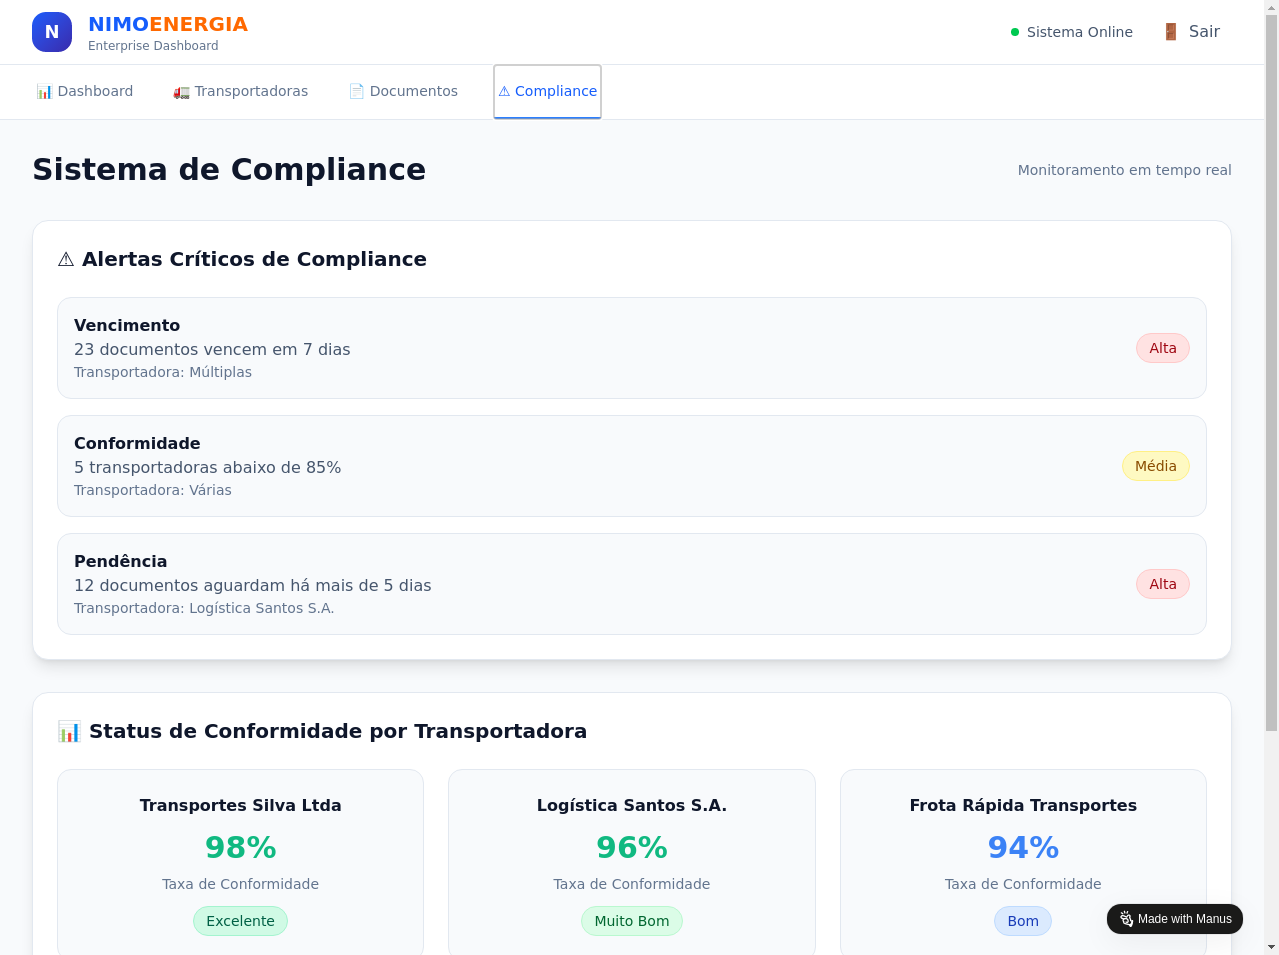 N
NIMOENERGIA
Enterprise Dashboard
Sistema Online
Sair
Dashboard
Transportadoras
Documentos
Compliance
Sistema de Compliance
Monitoramento em tempo real
Alertas Críticos de Compliance
Vencimento
23 documentos vencem em 7 dias
Transportadora: Múltiplas
Alta
Conformidade
5 transportadoras abaixo de 85%
Transportadora: Várias
Média
Pendência
12 documentos aguardam há mais de 5 dias
Transportadora: Logística Santos S.A.
Alta
Status de Conformidade por Transportadora
Transportes Silva Ltda
98%
Taxa de Conformidade
Excelente
Logística Santos S.A.
96%
Taxa de Conformidade
Muito Bom
Frota Rápida Transportes
94%
Taxa de Conformidade
Bom
Made with Manus